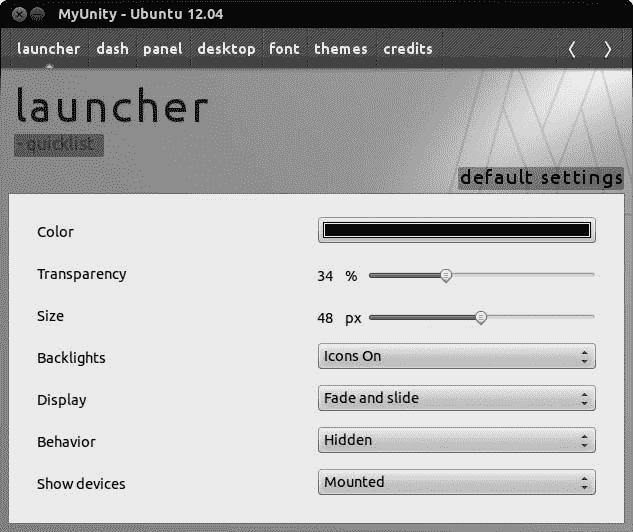 MyUnity - Ubuntu 12.04
launcher dash panel desktop font themes credits
launcher
- quicklist
default settings
Color
Transparency 34 %
Size 48 px
Backlights Icons On
Display Fade and slide
Behavior Hidden
Show devices Mounted